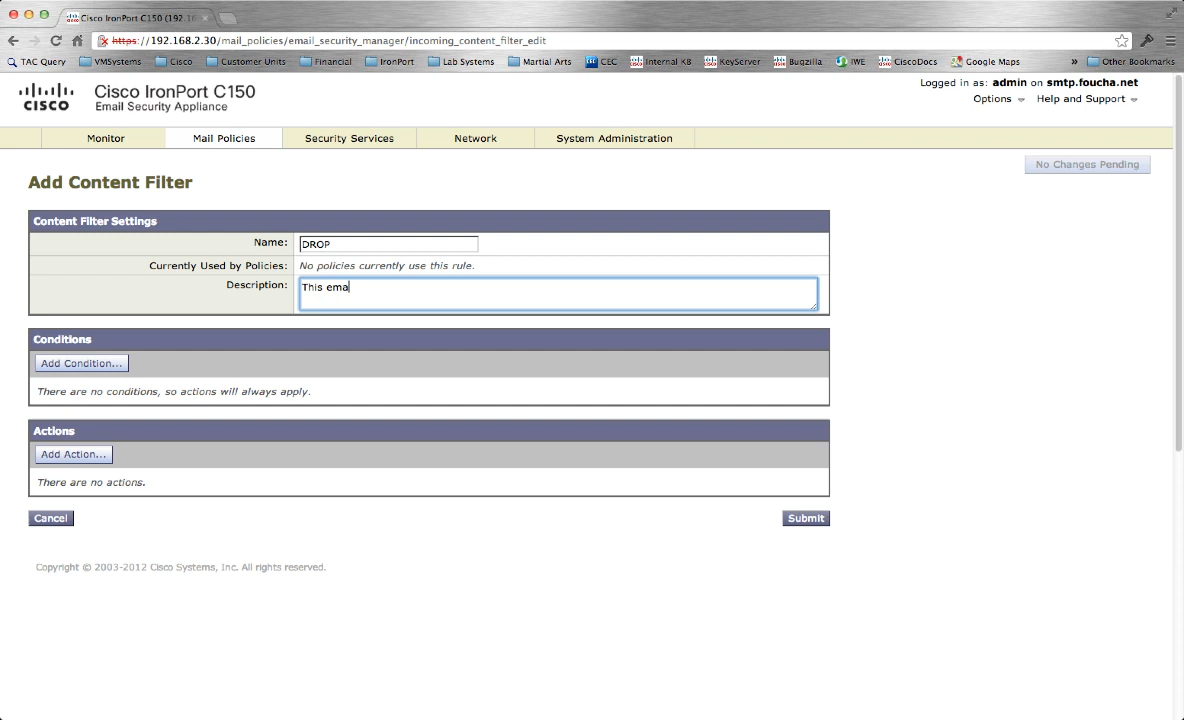 Cisco IronPort C150 (192.16
https://192.168.2.30/mail_policies/email_security_manager/incoming_content_filter_edit
TAC Query VMSystems Cisco Customer Units Financial IronPort Lab Systems Martial Arts CEC Internal KB KeyServer Bugzilla IWE CiscoDocs Google Maps » Other Bookmarks
Logged in as: admin on smtp.foucha.net
Options Help and Support
CISCO
Cisco IronPort C150
Email Security Appliance
Monitor Mail Policies Security Services Network System Administration
No Changes Pending
Add Content Filter
Content Filter Settings
Name: DROP
Currently Used by Policies: No policies currently use this rule.
Description: This ema
Conditions
Add Condition...
There are no conditions, so actions will always apply.
Actions
Add Action...
There are no actions.
Cancel Submit
Copyright © 2003-2012 Cisco Systems, Inc. All rights reserved.